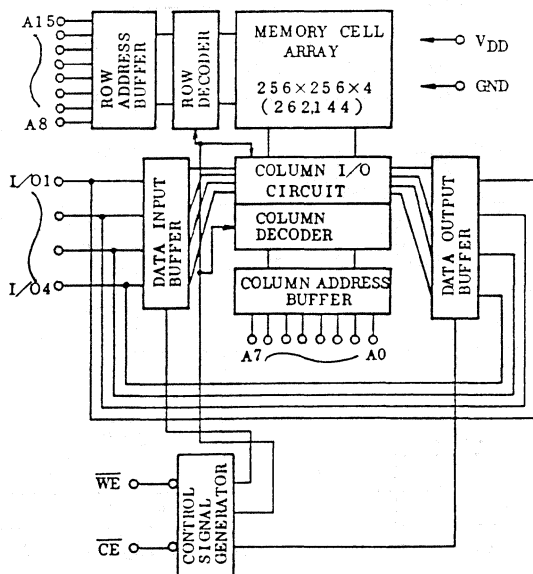 A15
A8
ROW ADDRESS BUFFER
ROW DECODER
MEMORY CELL
ARRAY
256×256×4
(262,144)
VDD
GND
I/O1
I/O4
DATA INPUT BUFFER
COLUMN I/O
CIRCUIT
COLUMN
DECODER
COLUMN ADDRESS
BUFFER
DATA OUTPUT BUFFER
A7
A0
WE
CE
CONTROL SIGNAL GENERATOR